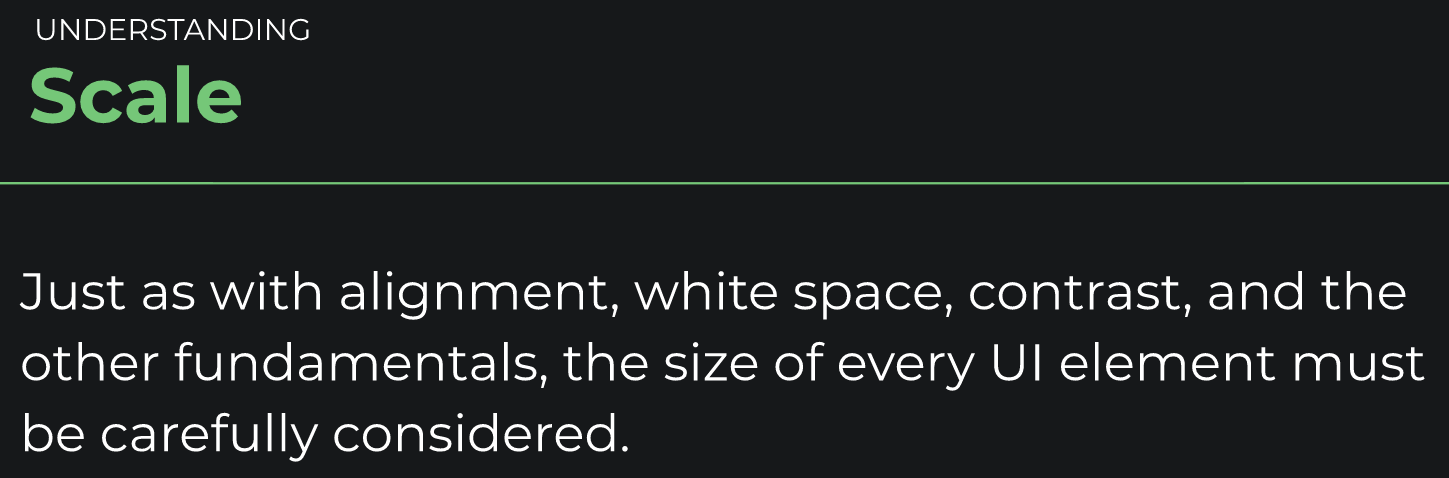 UNDERSTANDING
Scale
Just as with alignment, white space, contrast, and the
other fundamentals, the size of every UI element must
be carefully considered.